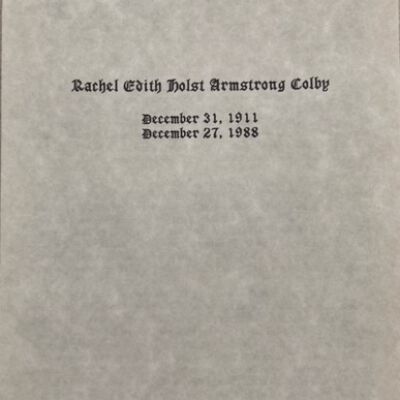 Rachel Edith Holst Armstrong Colby
December 31, 1911
December 27, 1988